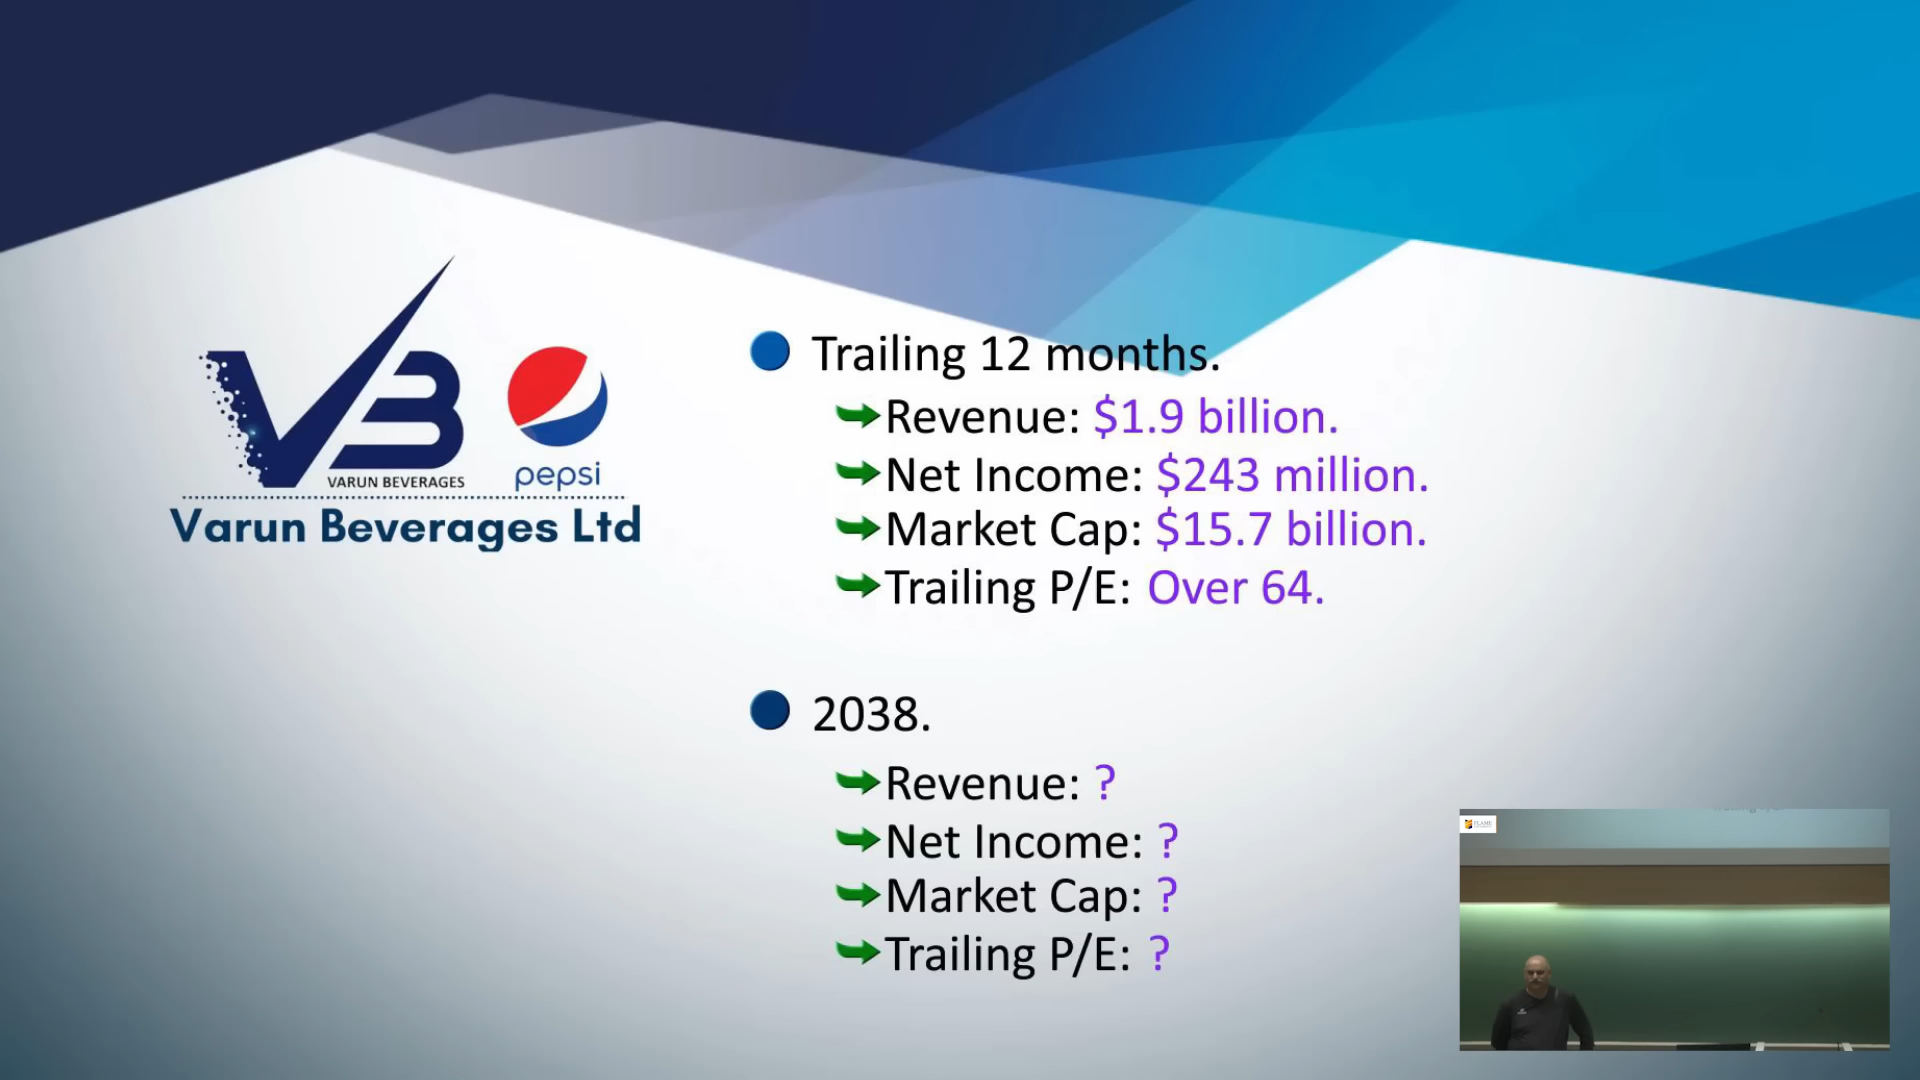 VARUN BEVERAGES
pepsi
Varun Beverages Ltd
Trailing 12 months.
Revenue: $1.9 billion.
Net Income: $243 million.
Market Cap: $15.7 billion.
Trailing P/E: Over 64.
2038.
Revenue: ?
Net Income: ?
Market Cap: ?
Trailing P/E: ?
FLAME